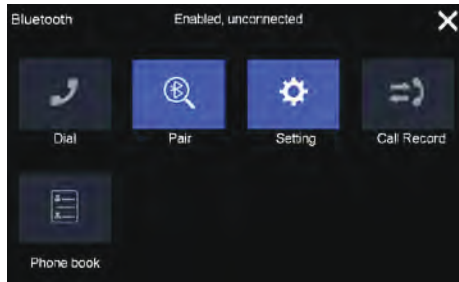 Bluetooth
Enabled, unconnected
Dial
Pair
Setting
Call Record
Phone book